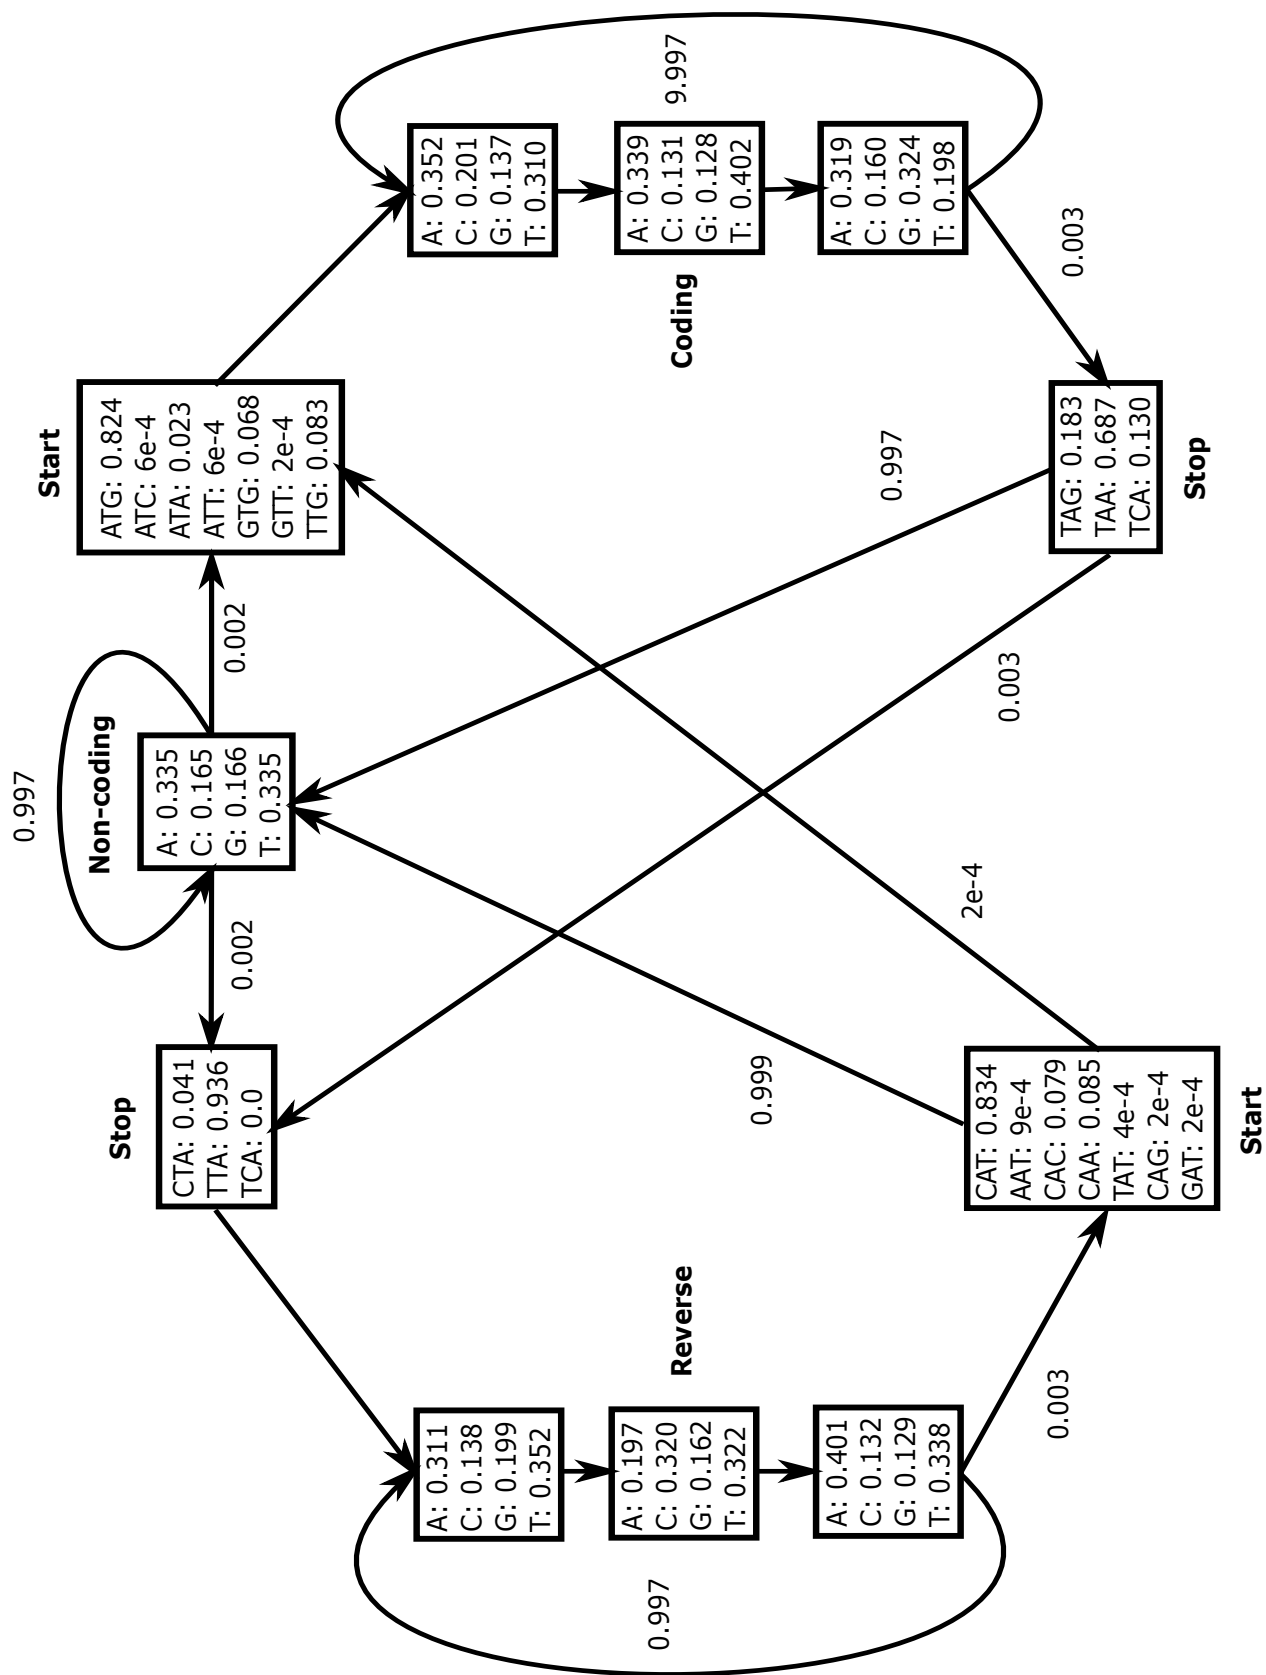 0.997
Non-coding
A: 0.335
C: 0.165
G: 0.166
T: 0.335
0.002
0.002
Stop
CTA: 0.041
TTA: 0.936
TCA: 0.0
Start
ATG: 0.824
ATC: 6e-4
ATA: 0.023
ATT: 6e-4
GTG: 0.068
GTT: 2e-4
TTG: 0.083
A: 0.311
C: 0.138
G: 0.199
T: 0.352
A: 0.197
C: 0.320
G: 0.162
T: 0.322
A: 0.401
C: 0.132
G: 0.129
T: 0.338
0.997
Reverse
0.003
A: 0.352
C: 0.201
G: 0.137
T: 0.310
A: 0.339
C: 0.131
G: 0.128
T: 0.402
A: 0.319
C: 0.160
G: 0.324
T: 0.198
Coding
9.997
0.003
0.999
0.997
2e-4
0.003
CAT: 0.834
AAT: 9e-4
CAC: 0.079
CAA: 0.085
TAT: 4e-4
CAG: 2e-4
GAT: 2e-4
Start
TAG: 0.183
TAA: 0.687
TCA: 0.130
Stop